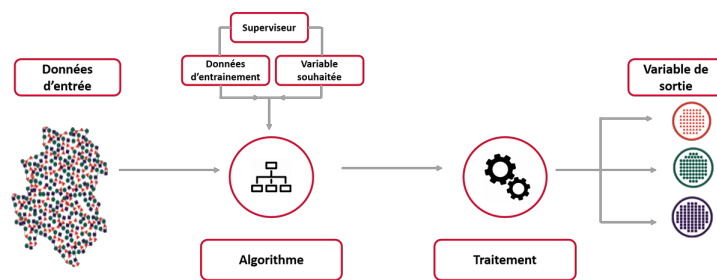 Superviseur
Données
d'entrée
Données
d'entrainement
Variable
souhaitée
Variable de
sortie
Algorithme
Traitement